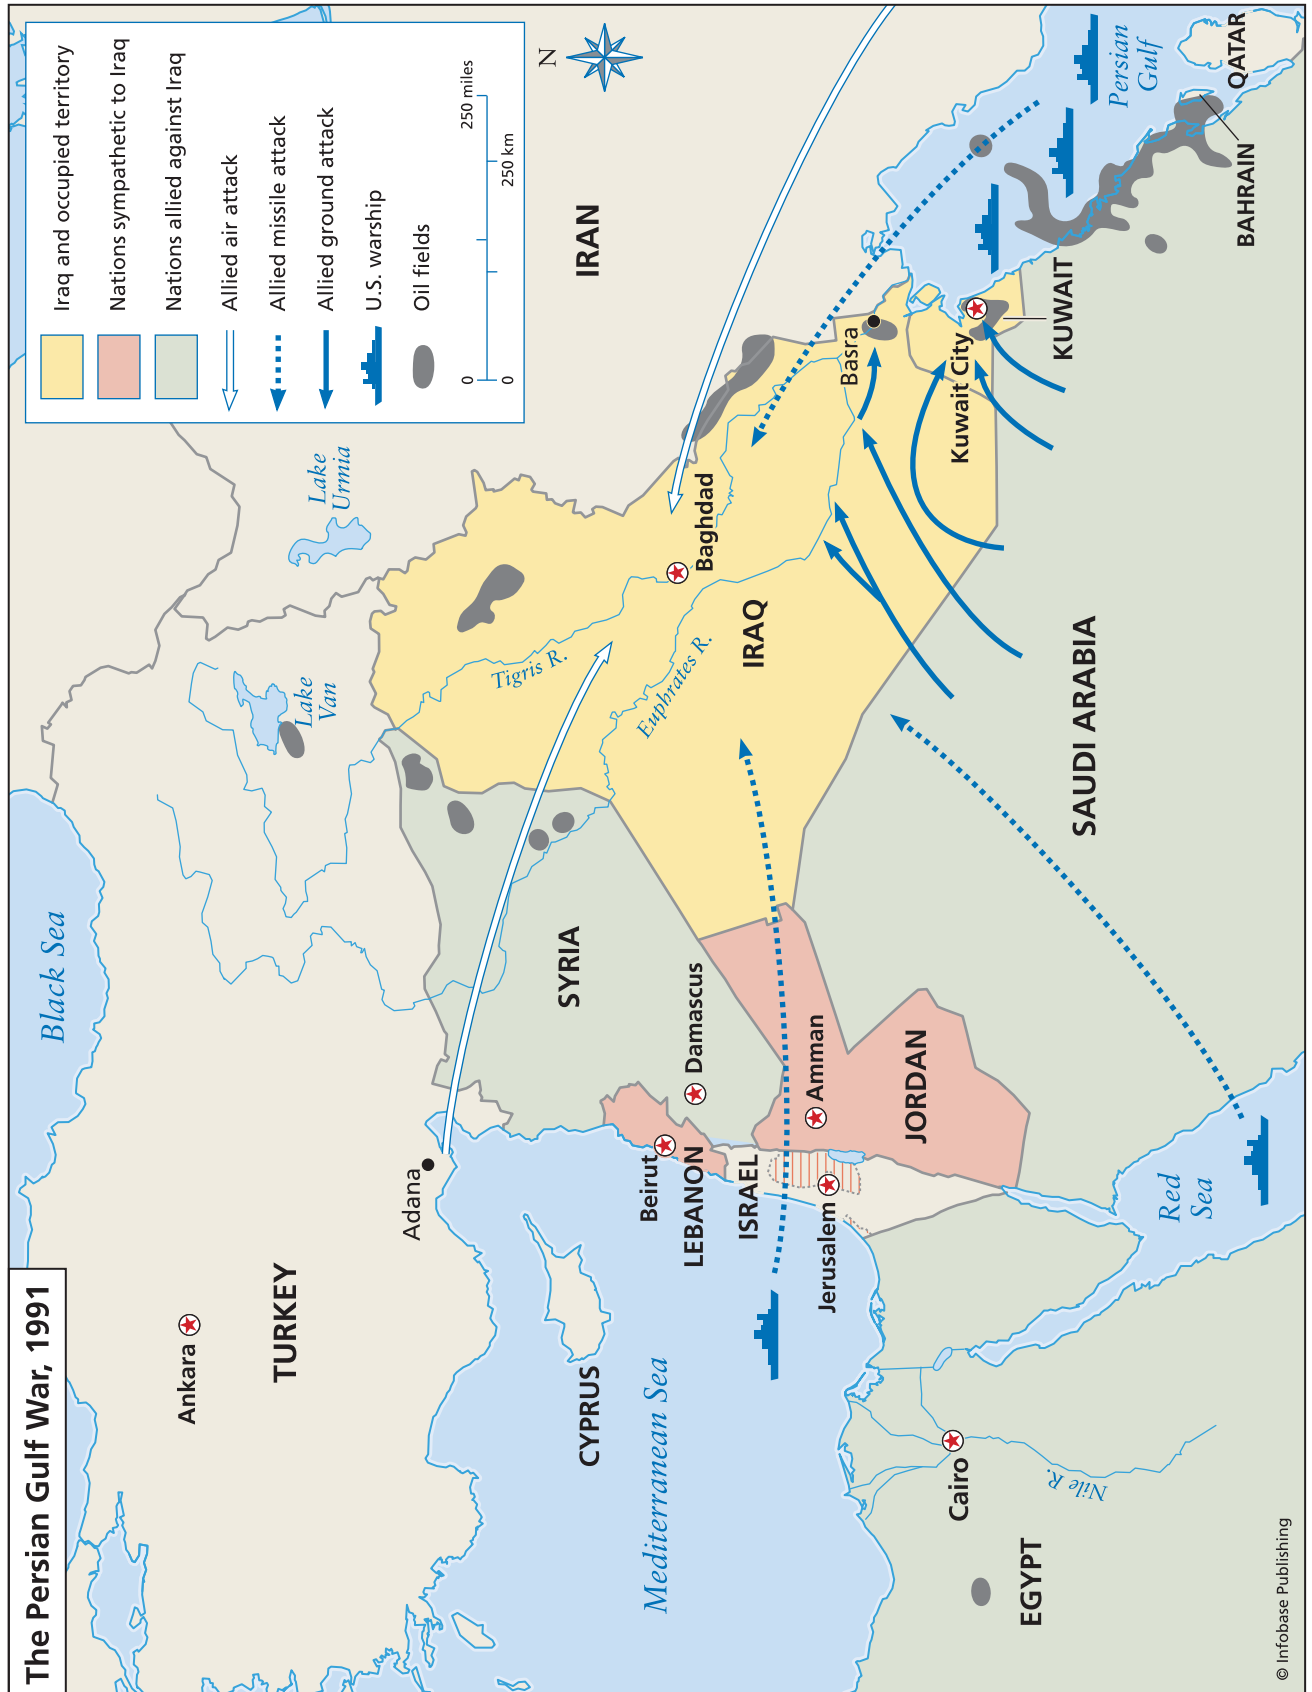 The Persian Gulf War, 1991
Iraq and occupied territory
Nations sympathetic to Iraq
Nations allied against Iraq
Allied air attack
Allied missile attack
Allied ground attack
U.S. warship
Oil fields
0 250 miles
0 250 km
N
Black Sea
Ankara
TURKEY
Adana
Lake
Van
Lake
Urmia
IRAN
Tigris R.
Euphrates R.
Baghdad
IRAQ
SYRIA
Damascus
CYPRUS
Mediterranean Sea
Beirut
LEBANON
ISRAEL
Jerusalem
Amman
JORDAN
Basra
Kuwait City
KUWAIT
Persian
Gulf
QATAR
BAHRAIN
SAUDI ARABIA
Red
Sea
Cairo
Nile R.
EGYPT
© Infobase Publishing